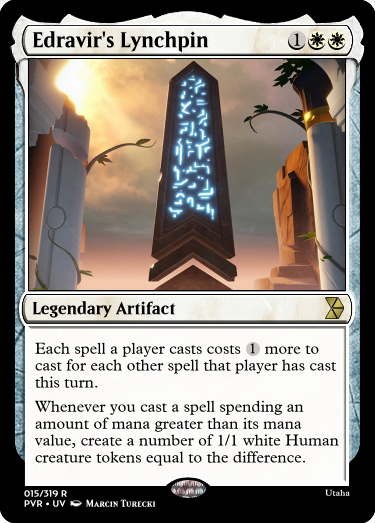 Edravir's Lynchpin 1
Legendary Artifact
Each spell a player casts costs 1 more to
cast for each other spell that player has cast
this turn.
Whenever you cast a spell spending an
amount of mana greater than its mana
value, create a number of 1/1 white Human
creature tokens equal to the difference.
015/319 R
PVR • UV Marcin Turecki
Utaha